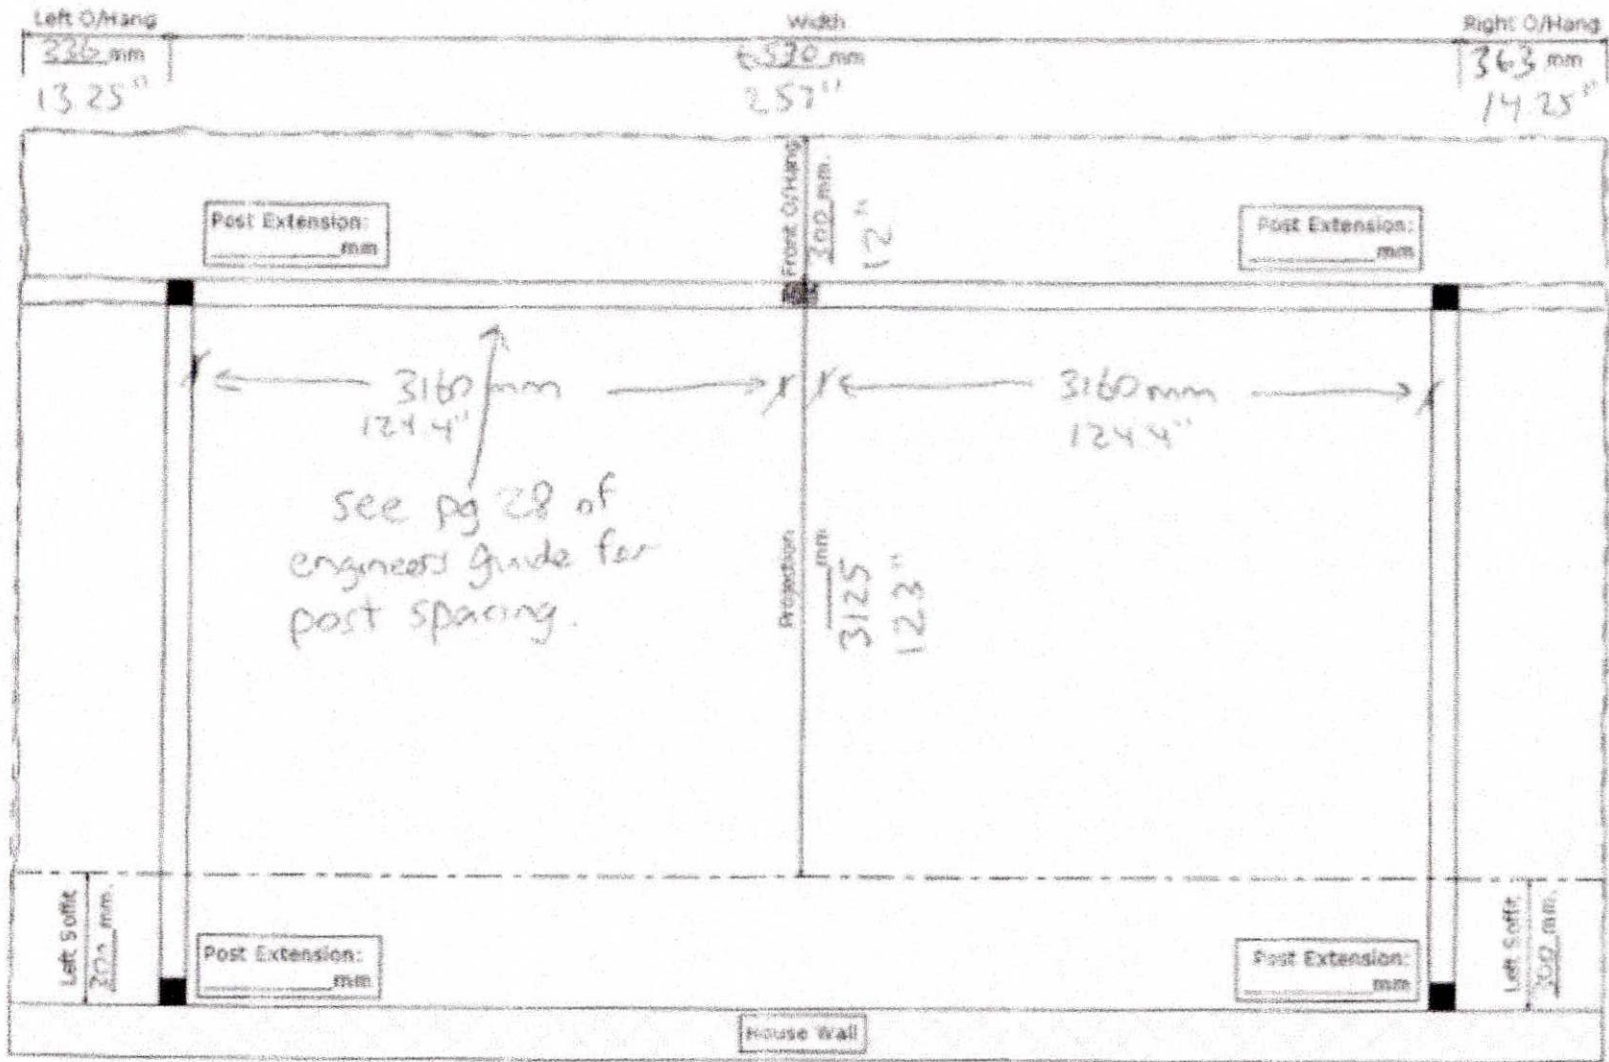 Left O/Hang
336 mm
13.25"
Width
6520 mm
257"
Right O/Hang
363 mm
14.25"
Front O/Hang
300 mm.
12"
Post Extension:
mm
Post Extension:
mm
3160 mm
124.4"
3160 mm
124.4"
see pg 28 of
engineers guide for
post spacing.
Projection
mm
3125
123"
Left Soffit
300 mm.
Post Extension:
mm
Post Extension:
mm
Left Soffit
300 mm.
House Wall